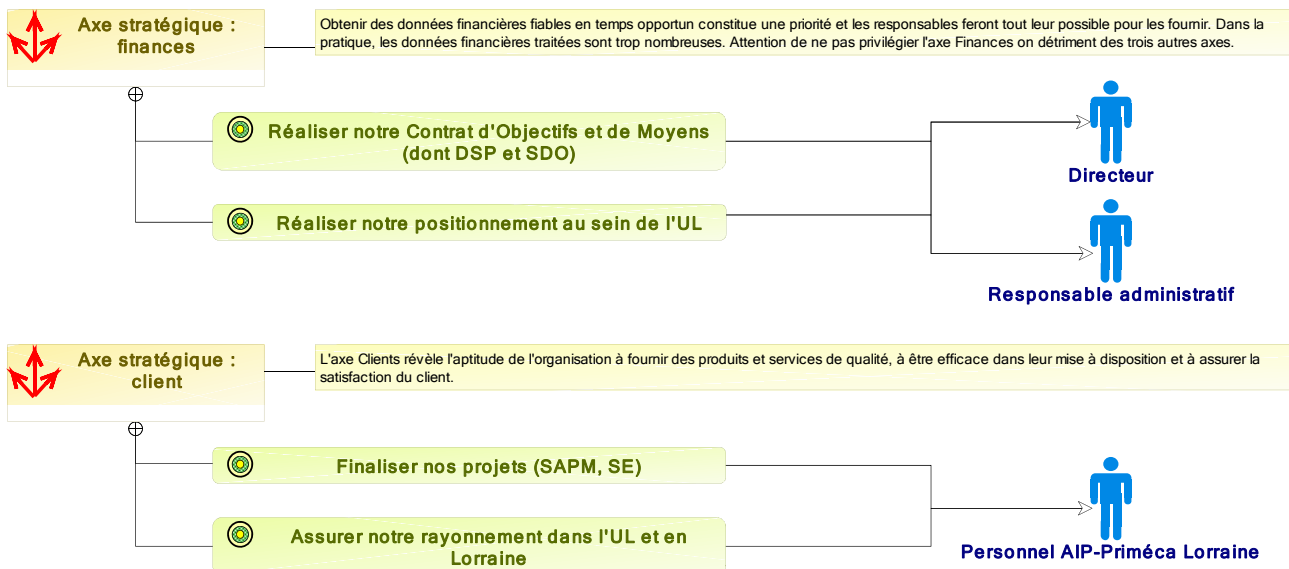 Axe stratégique :
finances
Obtenir des données financières fiables en temps opportun constitue une priorité et les responsables feront tout leur possible pour les fournir. Dans la
pratique, les données financières traitées sont trop nombreuses. Attention de ne pas privilégier l'axe Finances on détriment des trois autres axes.
Réaliser notre Contrat d'Objectifs et de Moyens
(dont DSP et SDO)
Directeur
Réaliser notre positionnement au sein de l'UL
Responsable administratif
Axe stratégique :
client
L'axe Clients révèle l'aptitude de l'organisation à fournir des produits et services de qualité, à être efficace dans leur mise à disposition et à assurer la
satisfaction du client.
Finaliser nos projets (SAPM, SE)
Assurer notre rayonnement dans l'UL et en
Lorraine
Personnel AIP-Priméca Lorraine